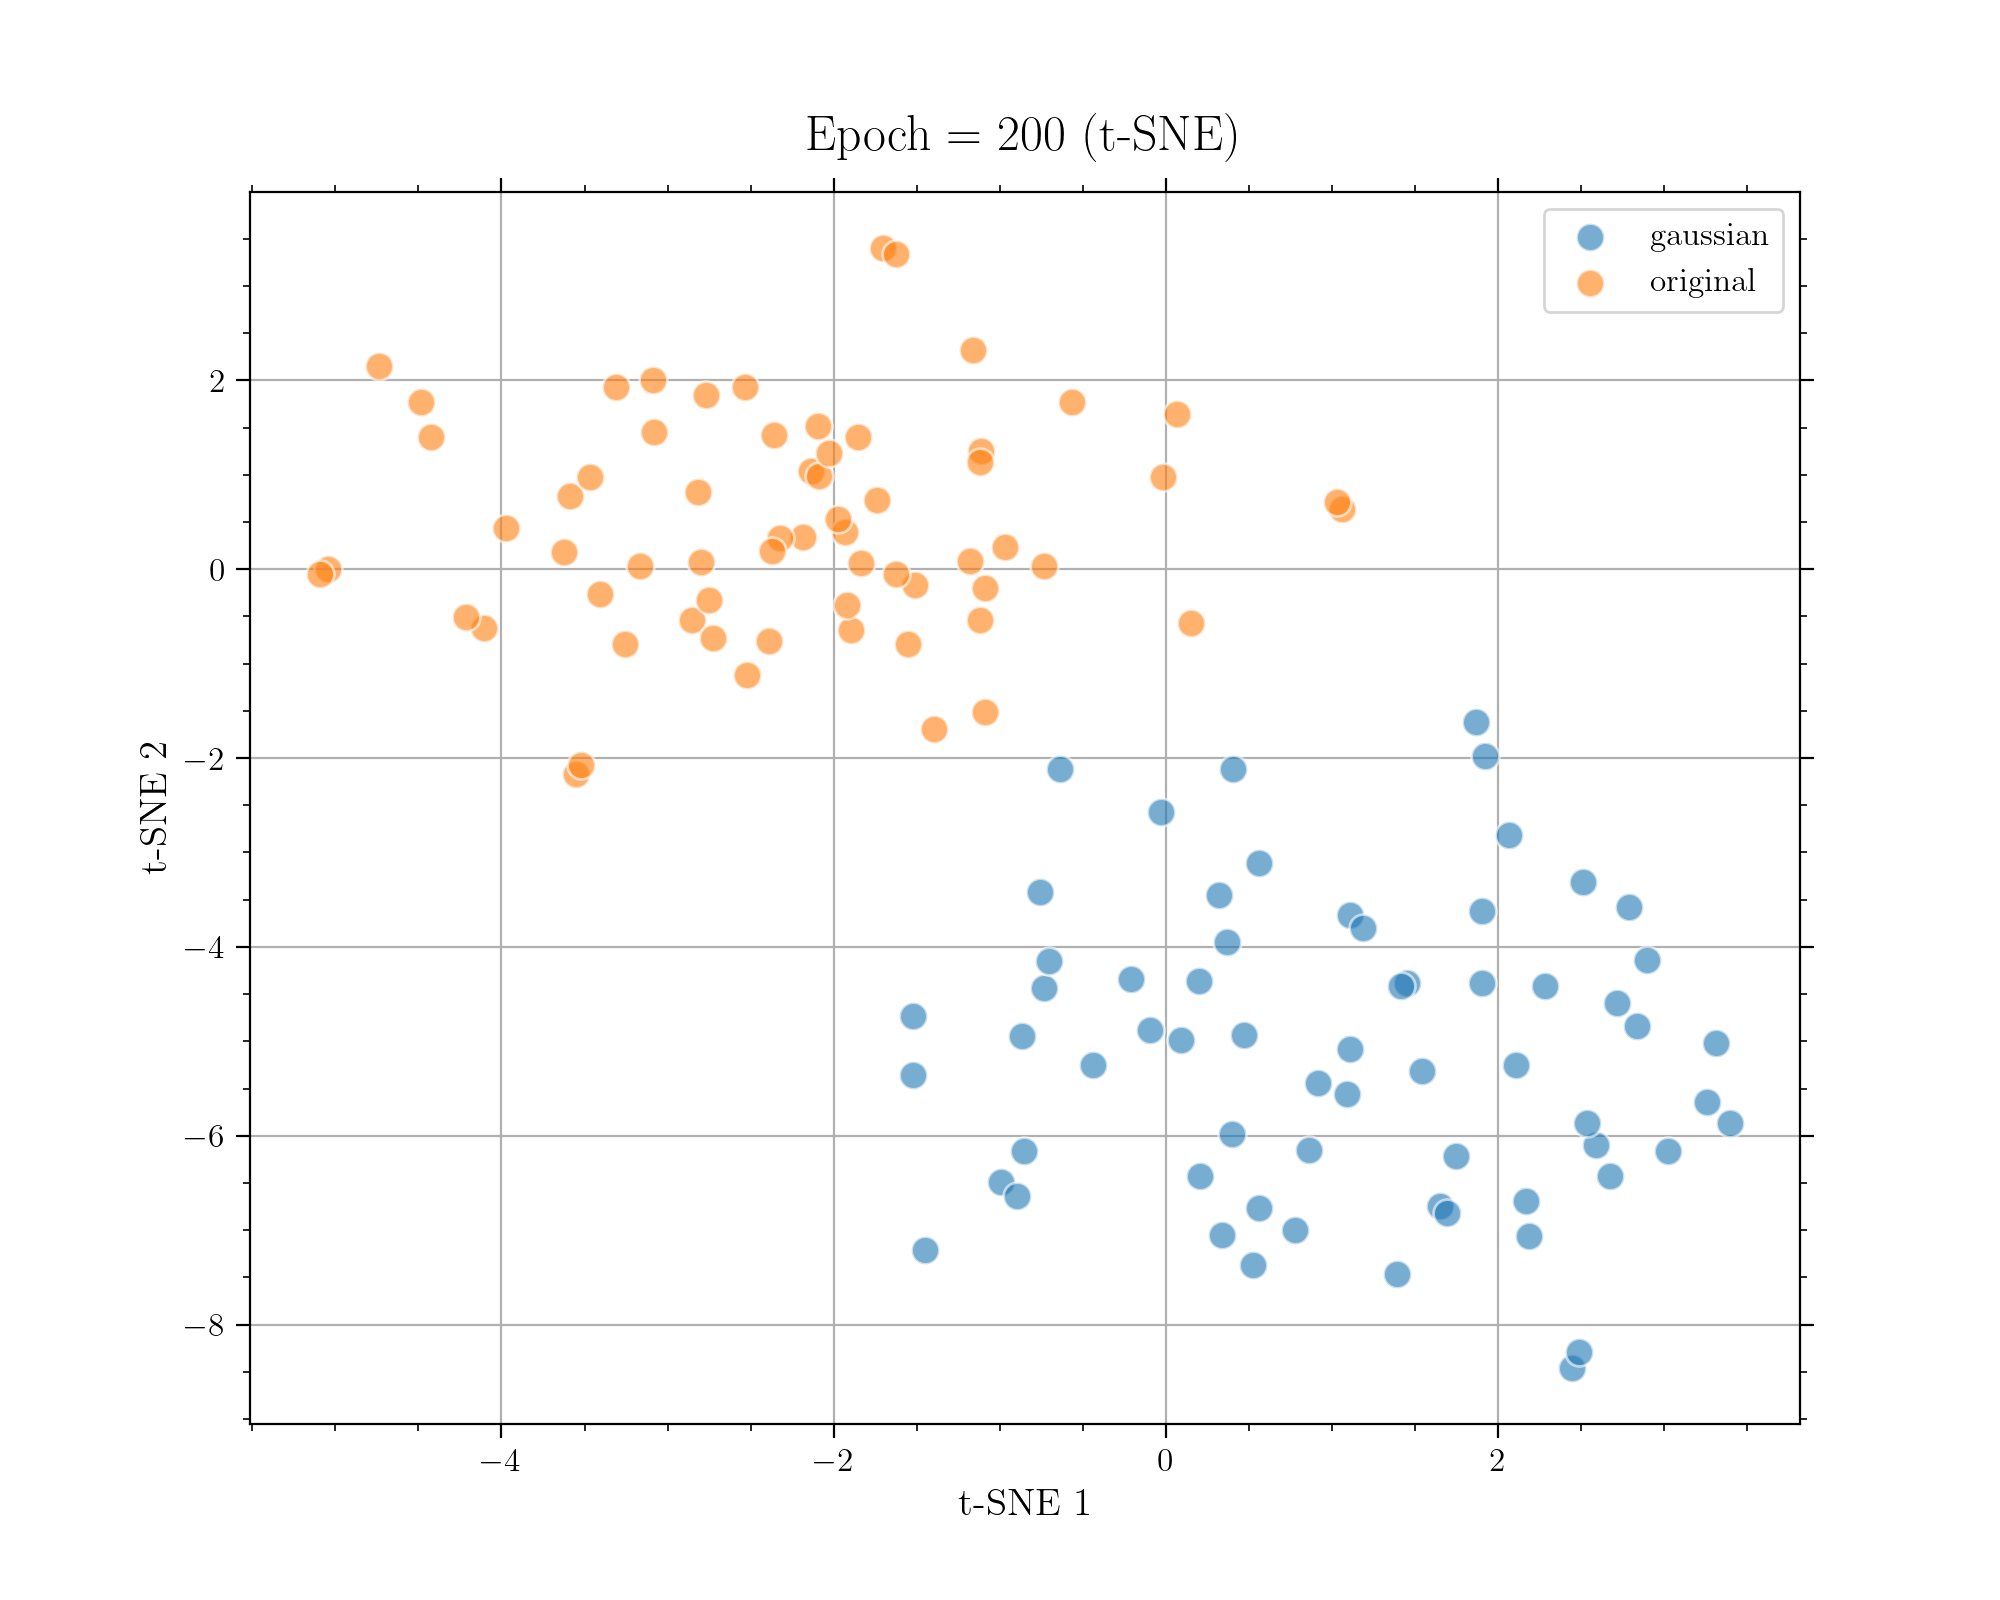 Epoch = 200 (t-SNE)
gaussian
original
2
0
−2
−4
−6
−8
t-SNE 2
−4
−2
0
2
t-SNE 1